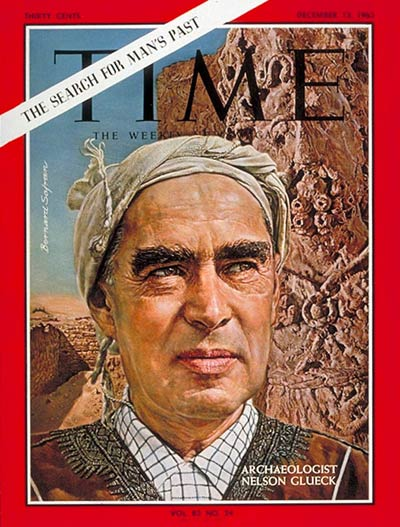 THIRTY CENTS DECEMBER 13, 1963
THE SEARCH FOR MAN'S PAST
TIME
THE WEEKLY MAGAZINE
Bernard Safran
ARCHAEOLOGIST
NELSON GLUECK
VOL. 82 NO. 24